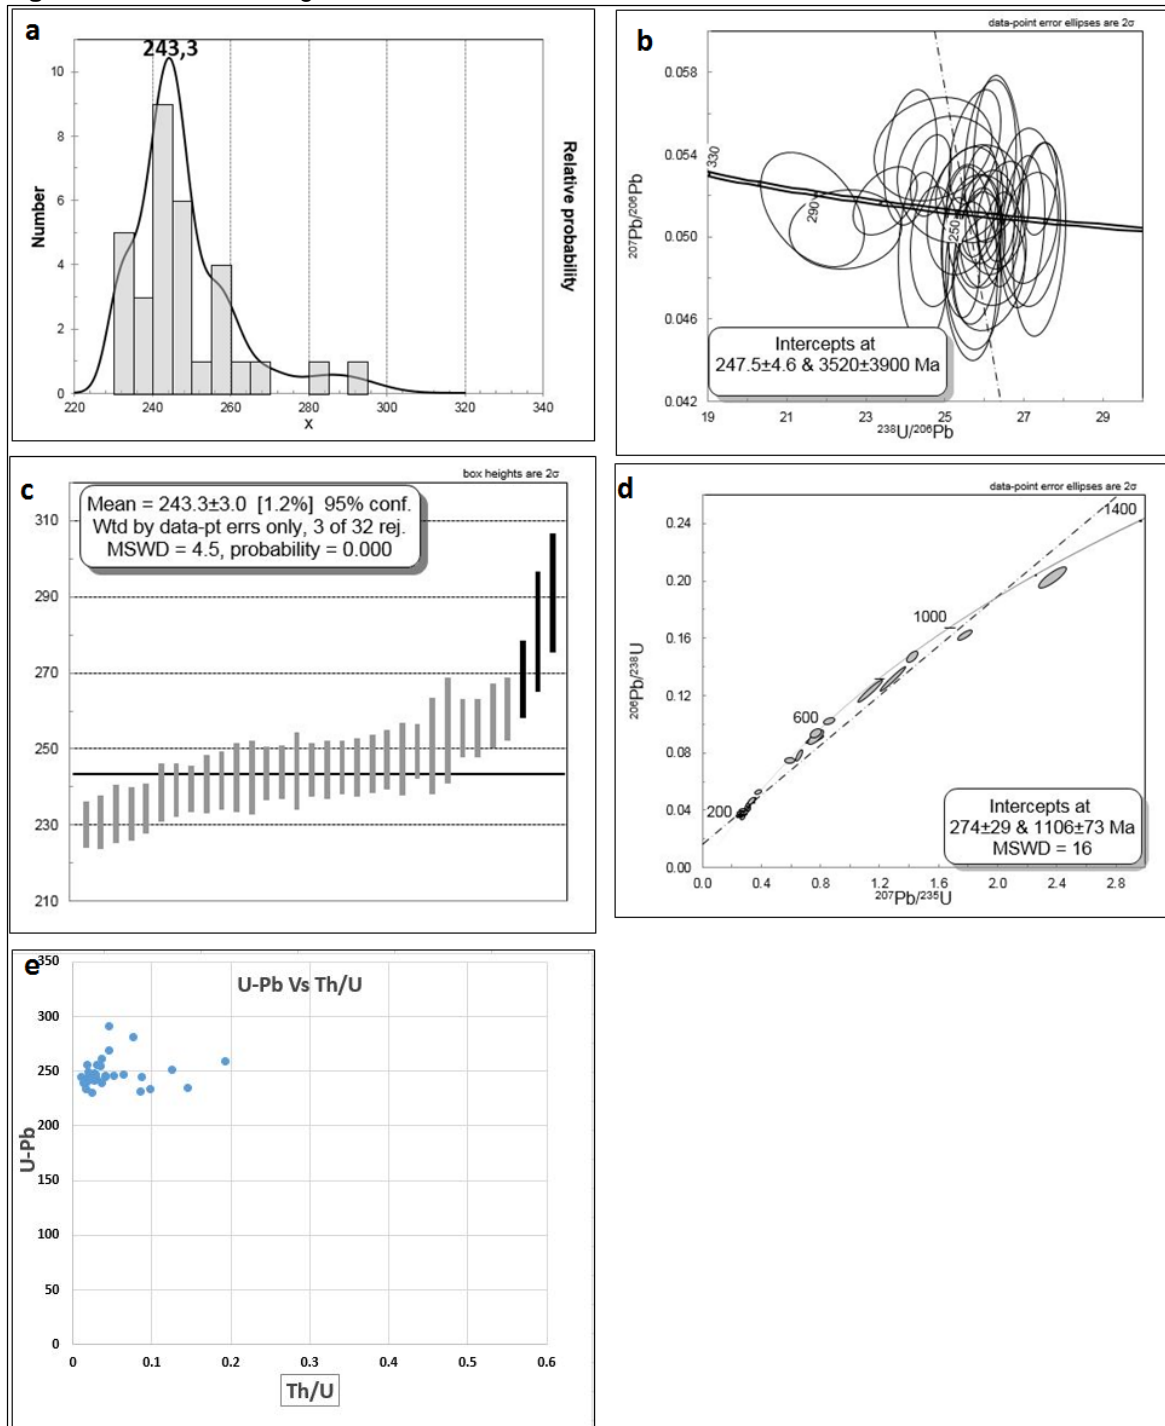 a
243,3
10
8
6
4
2
0
Number
Relative probability
220
240
260
280
300
320
340
x
data-point error ellipses are 2σ
b
0.058
0.054
0.050
0.046
0.042
207Pb/206Pb
330
290
250
Intercepts at
247.5±4.6 & 3520±3900 Ma
19
21
23
25
27
29
238U/206Pb
box heights are 2σ
c
Mean = 243.3±3.0 [1.2%] 95% conf.
Wtd by data-pt errs only, 3 of 32 rej.
MSWD = 4.5, probability = 0.000
310
290
270
250
230
210
data-point error ellipses are 2σ
d
0.24
0.20
0.16
0.12
0.08
0.04
0.00
206Pb/238U
1400
1000
600
200
Intercepts at
274±29 & 1106±73 Ma
MSWD = 16
0.0
0.4
0.8
1.2
1.6
2.0
2.4
2.8
207Pb/235U
e
U-Pb Vs Th/U
350
300
250
200
150
100
50
0
U-Pb
0
0.1
0.2
0.3
0.4
0.5
0.6
Th/U